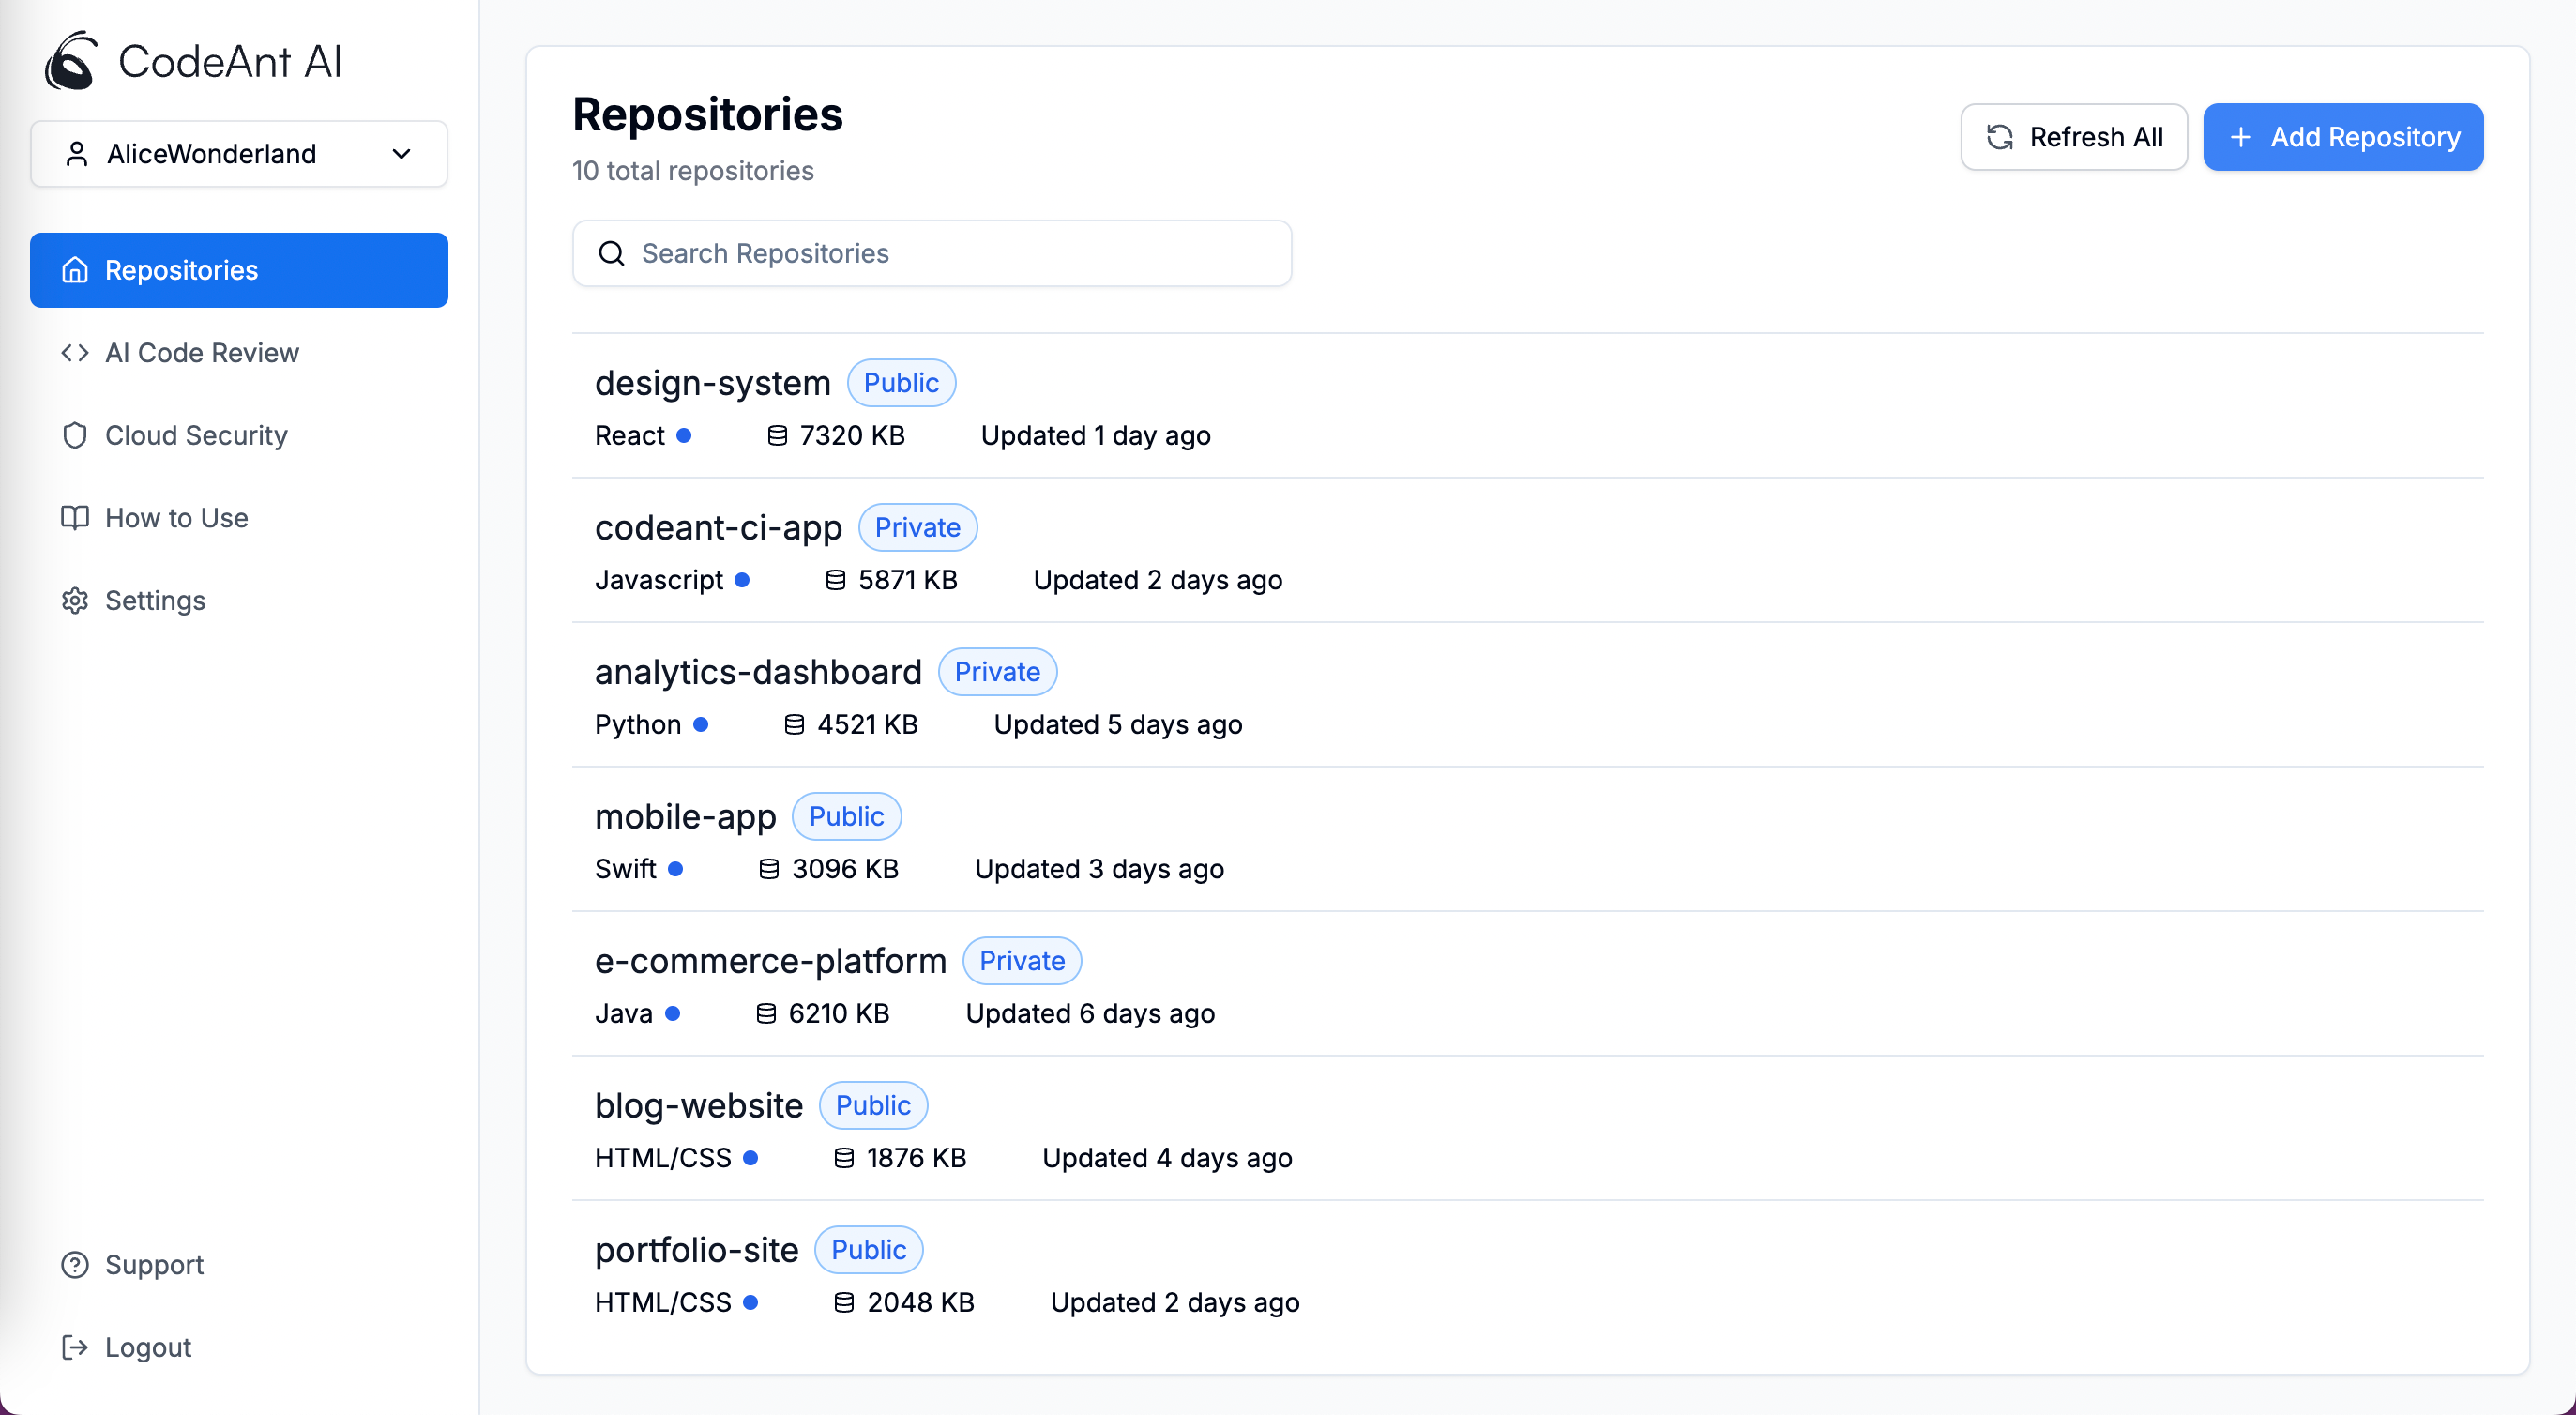 CodeAnt AI
AliceWonderland
Repositories
AI Code Review
Cloud Security
How to Use
Settings
Support
Logout
Repositories
10 total repositories
Refresh All
Add Repository
Search Repositories
design-system Public
React 7320 KB Updated 1 day ago
codeant-ci-app Private
Javascript 5871 KB Updated 2 days ago
analytics-dashboard Private
Python 4521 KB Updated 5 days ago
mobile-app Public
Swift 3096 KB Updated 3 days ago
e-commerce-platform Private
Java 6210 KB Updated 6 days ago
blog-website Public
HTML/CSS 1876 KB Updated 4 days ago
portfolio-site Public
HTML/CSS 2048 KB Updated 2 days ago